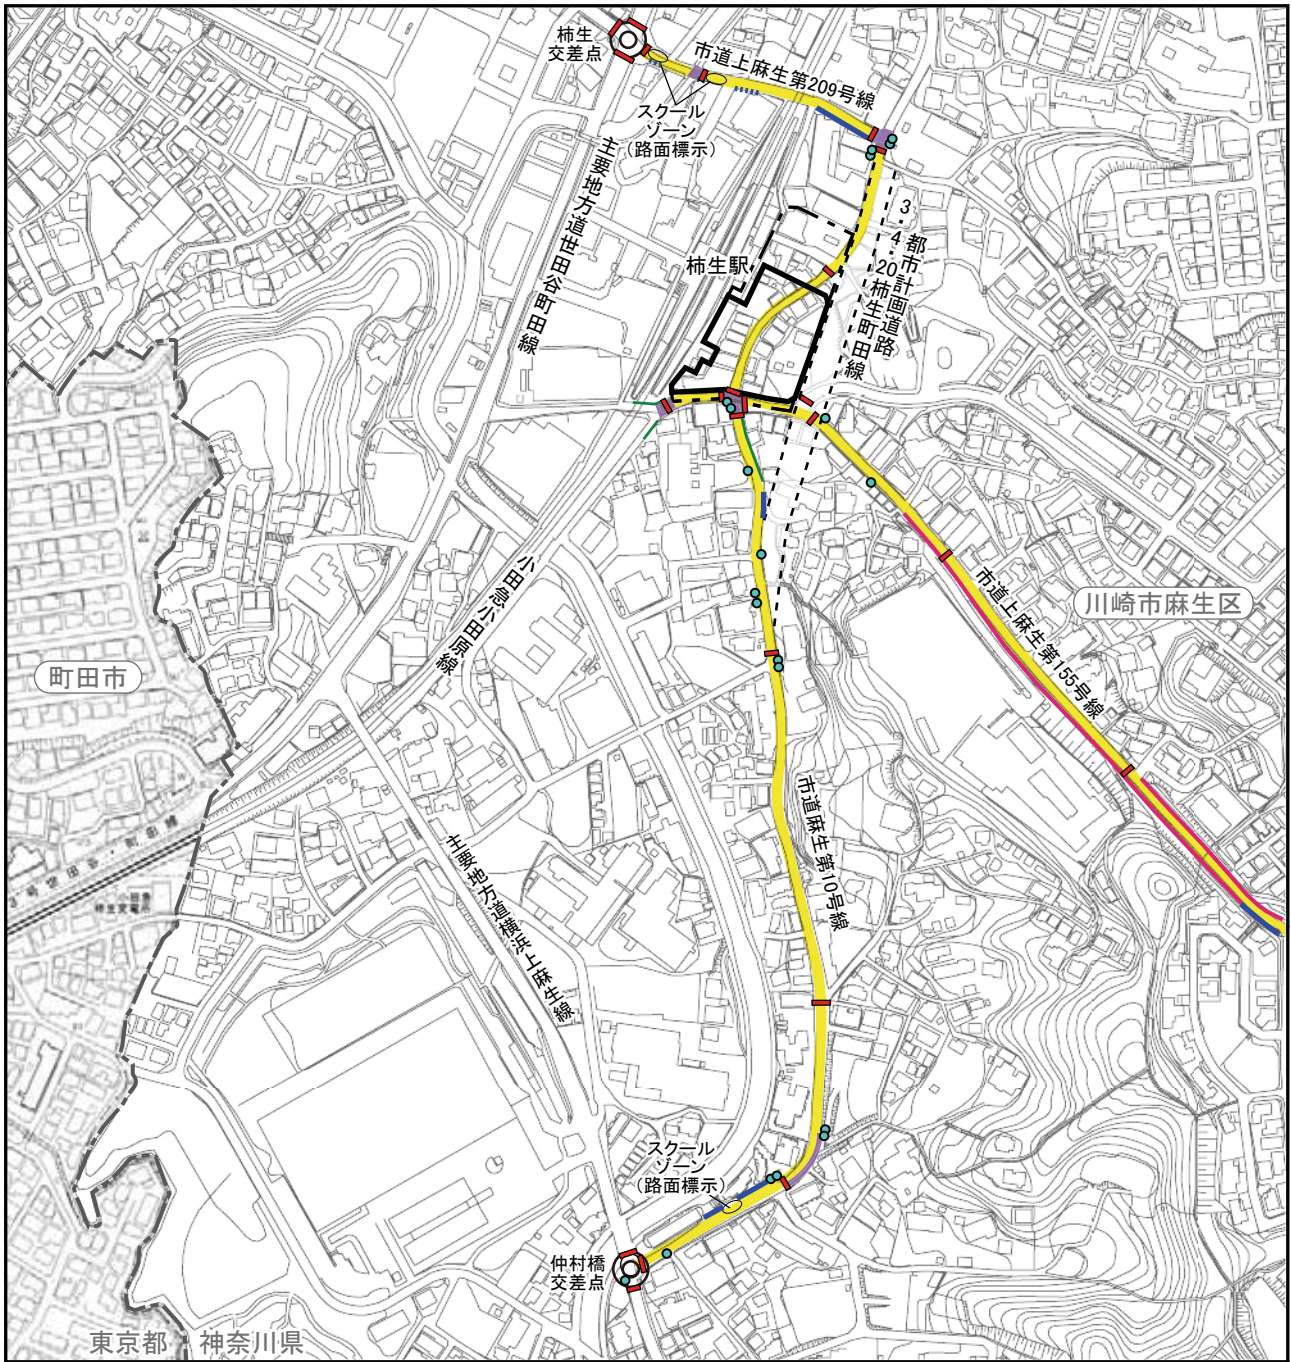 柿生
交差点
市道上麻生第209号線
スクール
ゾーン
（路面標示）
主要地方道世田谷町田線
柿生駅
都市計画道路
3・4・20柿生町田線
小田急小田原線
市道上麻生第155号線
川崎市麻生区
町田市
市道麻生第10号線
主要地方道横浜上麻生線
スクール
ゾーン
（路面標示）
仲村橋
交差点
東京都
神奈川県